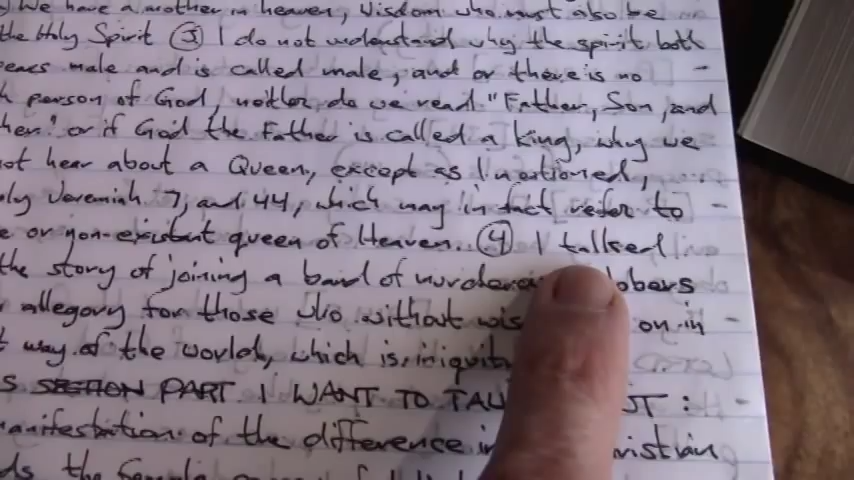 We have a mother in heaven, Wisdom who must also be
the Holy Spirit ③ I do not understand why the spirit both
male and is called male, and or there is no
person of God, neither do we read "Father, Son, and
or if God the Father is called a king, why we
not hear about a Queen, except as I mentioned,
Jeremiah 7, and 44, which may in fact refer to
or non-existent queen of Heaven. ④ I talked
the story of joining a band of
allegory for those who without on in
way of the world, which is iniquity
PART I WANT TO
manifestation of the difference
the